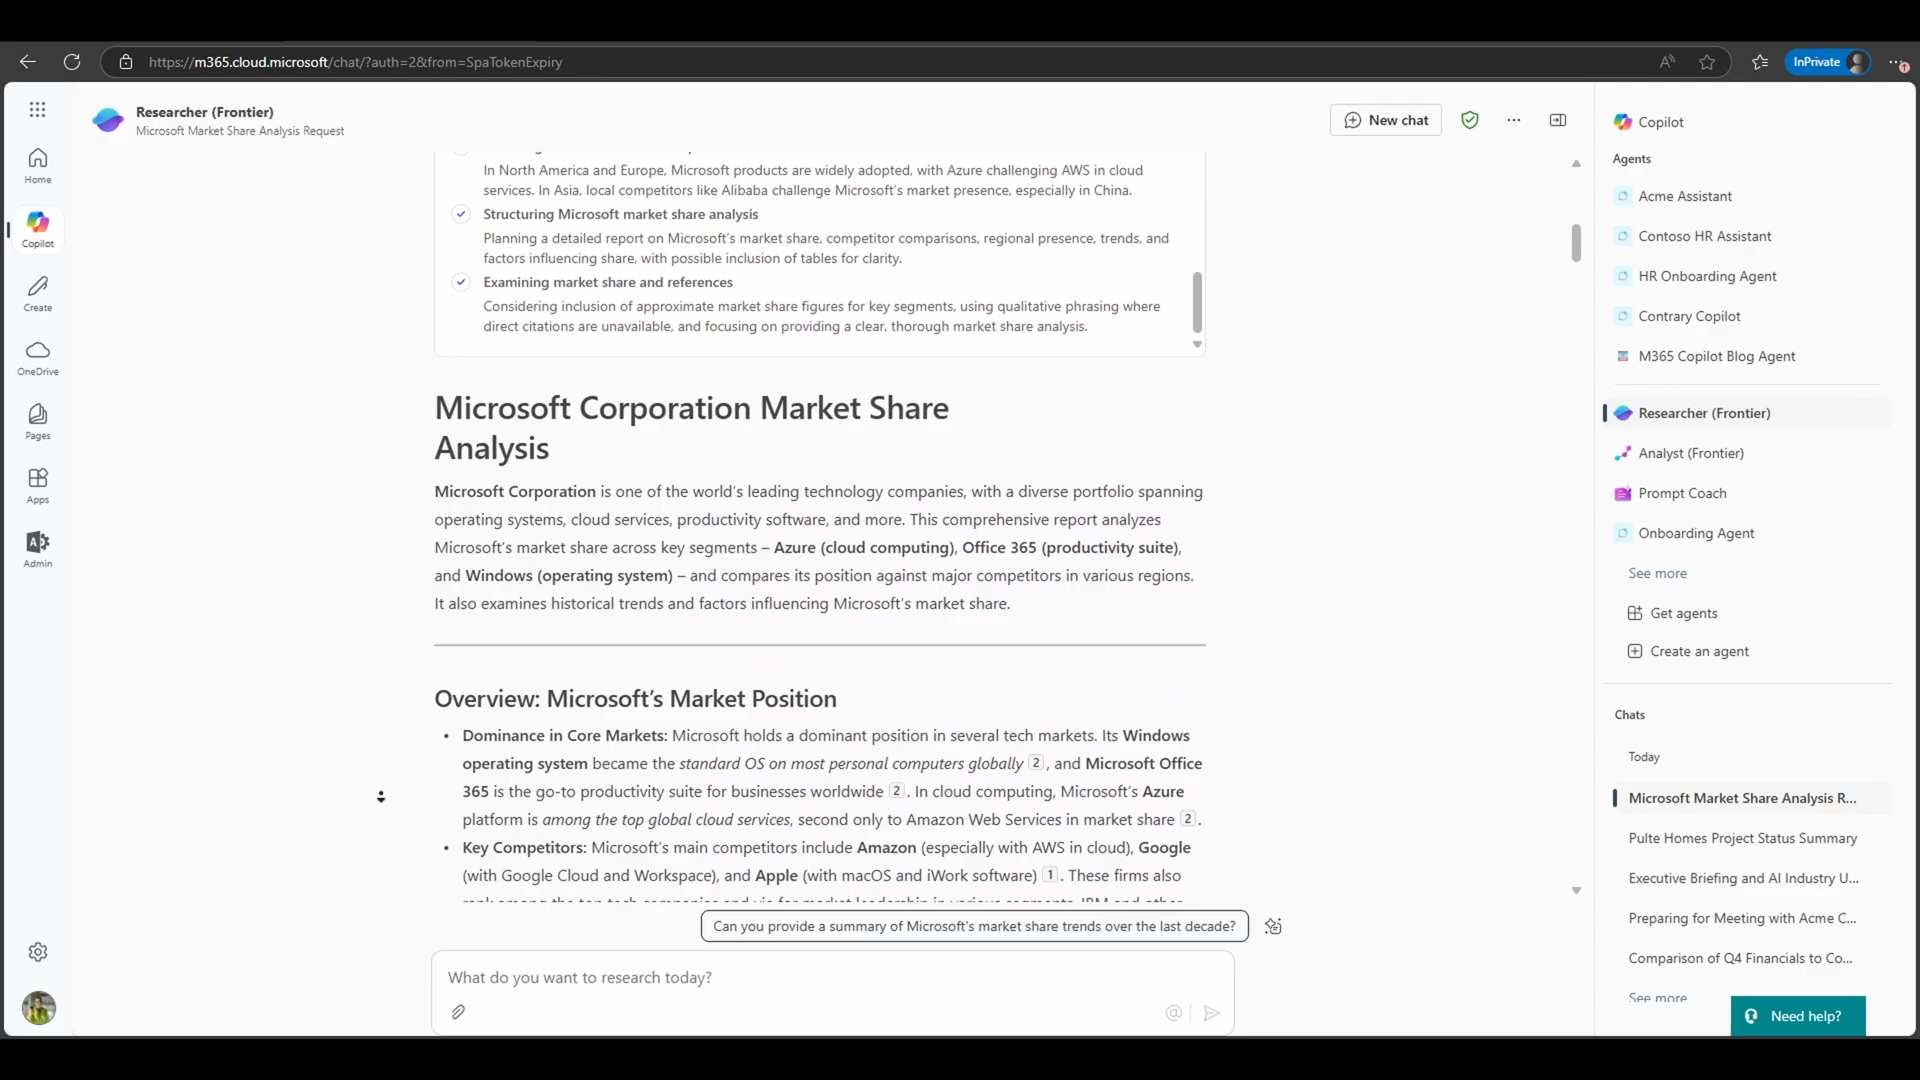 https://m365.cloud.microsoft/chat/?auth=2&from=SpaTokenExpiry
InPrivate
Researcher (Frontier)
Microsoft Market Share Analysis Request
New chat
Home
Copilot
Create
OneDrive
Pages
Apps
Admin
In North America and Europe, Microsoft products are widely adopted, with Azure challenging AWS in cloud
services. In Asia, local competitors like Alibaba challenge Microsoft's market presence, especially in China.
Structuring Microsoft market share analysis
Planning a detailed report on Microsoft's market share, competitor comparisons, regional presence, trends, and
factors influencing share, with possible inclusion of tables for clarity.
Examining market share and references
Considering inclusion of approximate market share figures for key segments, using qualitative phrasing where
direct citations are unavailable, and focusing on providing a clear, thorough market share analysis.
Microsoft Corporation Market Share
Analysis
Microsoft Corporation is one of the world's leading technology companies, with a diverse portfolio spanning
operating systems, cloud services, productivity software, and more. This comprehensive report analyzes
Microsoft's market share across key segments – Azure (cloud computing), Office 365 (productivity suite),
and Windows (operating system) – and compares its position against major competitors in various regions.
It also examines historical trends and factors influencing Microsoft's market share.
Overview: Microsoft's Market Position
• Dominance in Core Markets: Microsoft holds a dominant position in several tech markets. Its Windows
operating system became the standard OS on most personal computers globally 2 , and Microsoft Office
365 is the go-to productivity suite for businesses worldwide 2 . In cloud computing, Microsoft's Azure
platform is among the top global cloud services, second only to Amazon Web Services in market share 2 .
• Key Competitors: Microsoft's main competitors include Amazon (especially with AWS in cloud), Google
(with Google Cloud and Workspace), and Apple (with macOS and iWork software) 1 . These firms also
Can you provide a summary of Microsoft's market share trends over the last decade?
What do you want to research today?
Copilot
Agents
Acme Assistant
Contoso HR Assistant
HR Onboarding Agent
Contrary Copilot
M365 Copilot Blog Agent
Researcher (Frontier)
Analyst (Frontier)
Prompt Coach
Onboarding Agent
See more
Get agents
Create an agent
Chats
Today
Microsoft Market Share Analysis R...
Pulte Homes Project Status Summary
Executive Briefing and AI Industry U...
Preparing for Meeting with Acme C...
Comparison of Q4 Financials to Co...
See more
Need help?